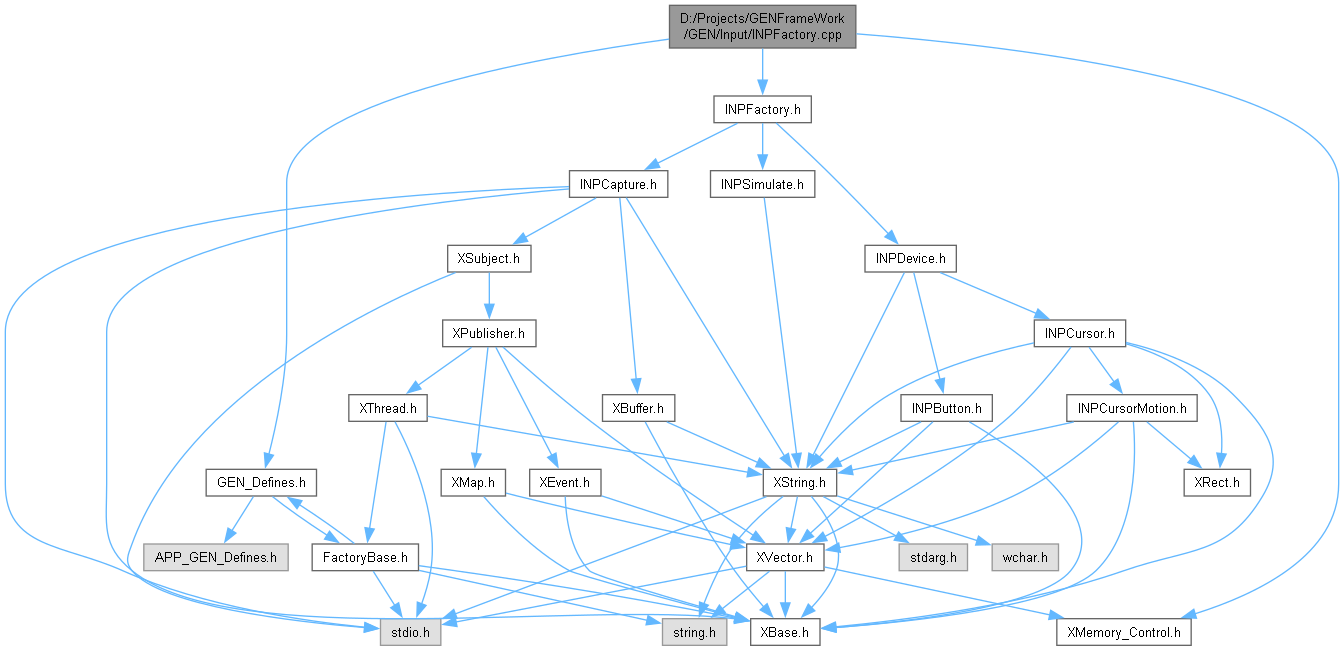 D:/Projects/GENFrameWork
/GEN/Input/INPFactory.cpp
INPFactory.h
INPCapture.h
INPSimulate.h
XSubject.h
INPDevice.h
XPublisher.h
INPCursor.h
XThread.h
XBuffer.h
INPButton.h
INPCursorMotion.h
GEN_Defines.h
XMap.h
XEvent.h
XString.h
XRect.h
APP_GEN_Defines.h
FactoryBase.h
XVector.h
stdarg.h
wchar.h
stdio.h
string.h
XBase.h
XMemory_Control.h